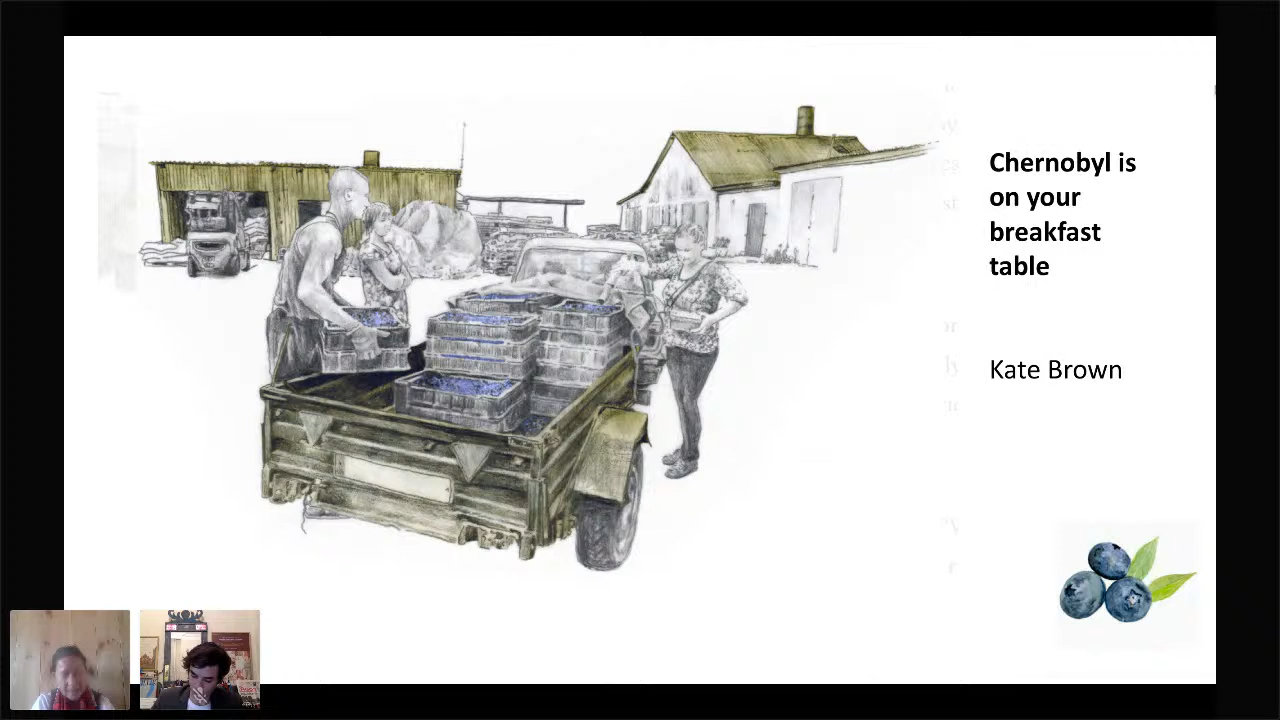 Chernobyl is
on your
breakfast
table
Kate Brown